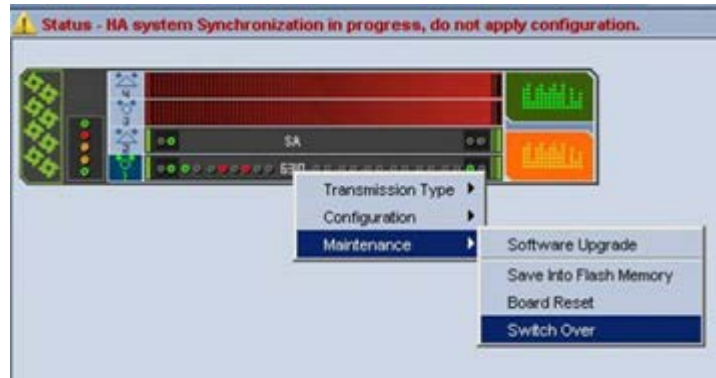 Status - HA system Synchronization in progress, do not apply configuration.
SA
6310
Transmission Type
Configuration
Maintenance
Software Upgrade
Save Into Flash Memory
Board Reset
Switch Over